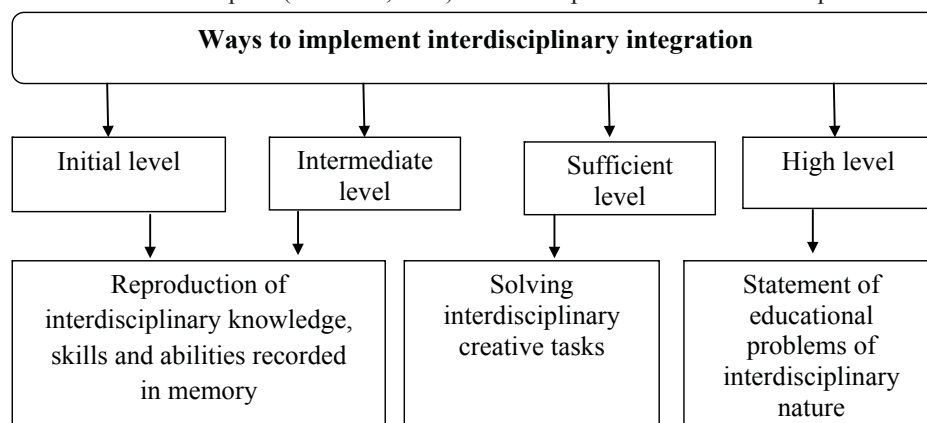 Ways to implement interdisciplinary integration
Initial level
Intermediate
level
Sufficient
level
High level
Reproduction of
interdisciplinary knowledge,
skills and abilities recorded
in memory
Solving
interdisciplinary
creative tasks
Statement of
educational
problems of
interdisciplinary
nature